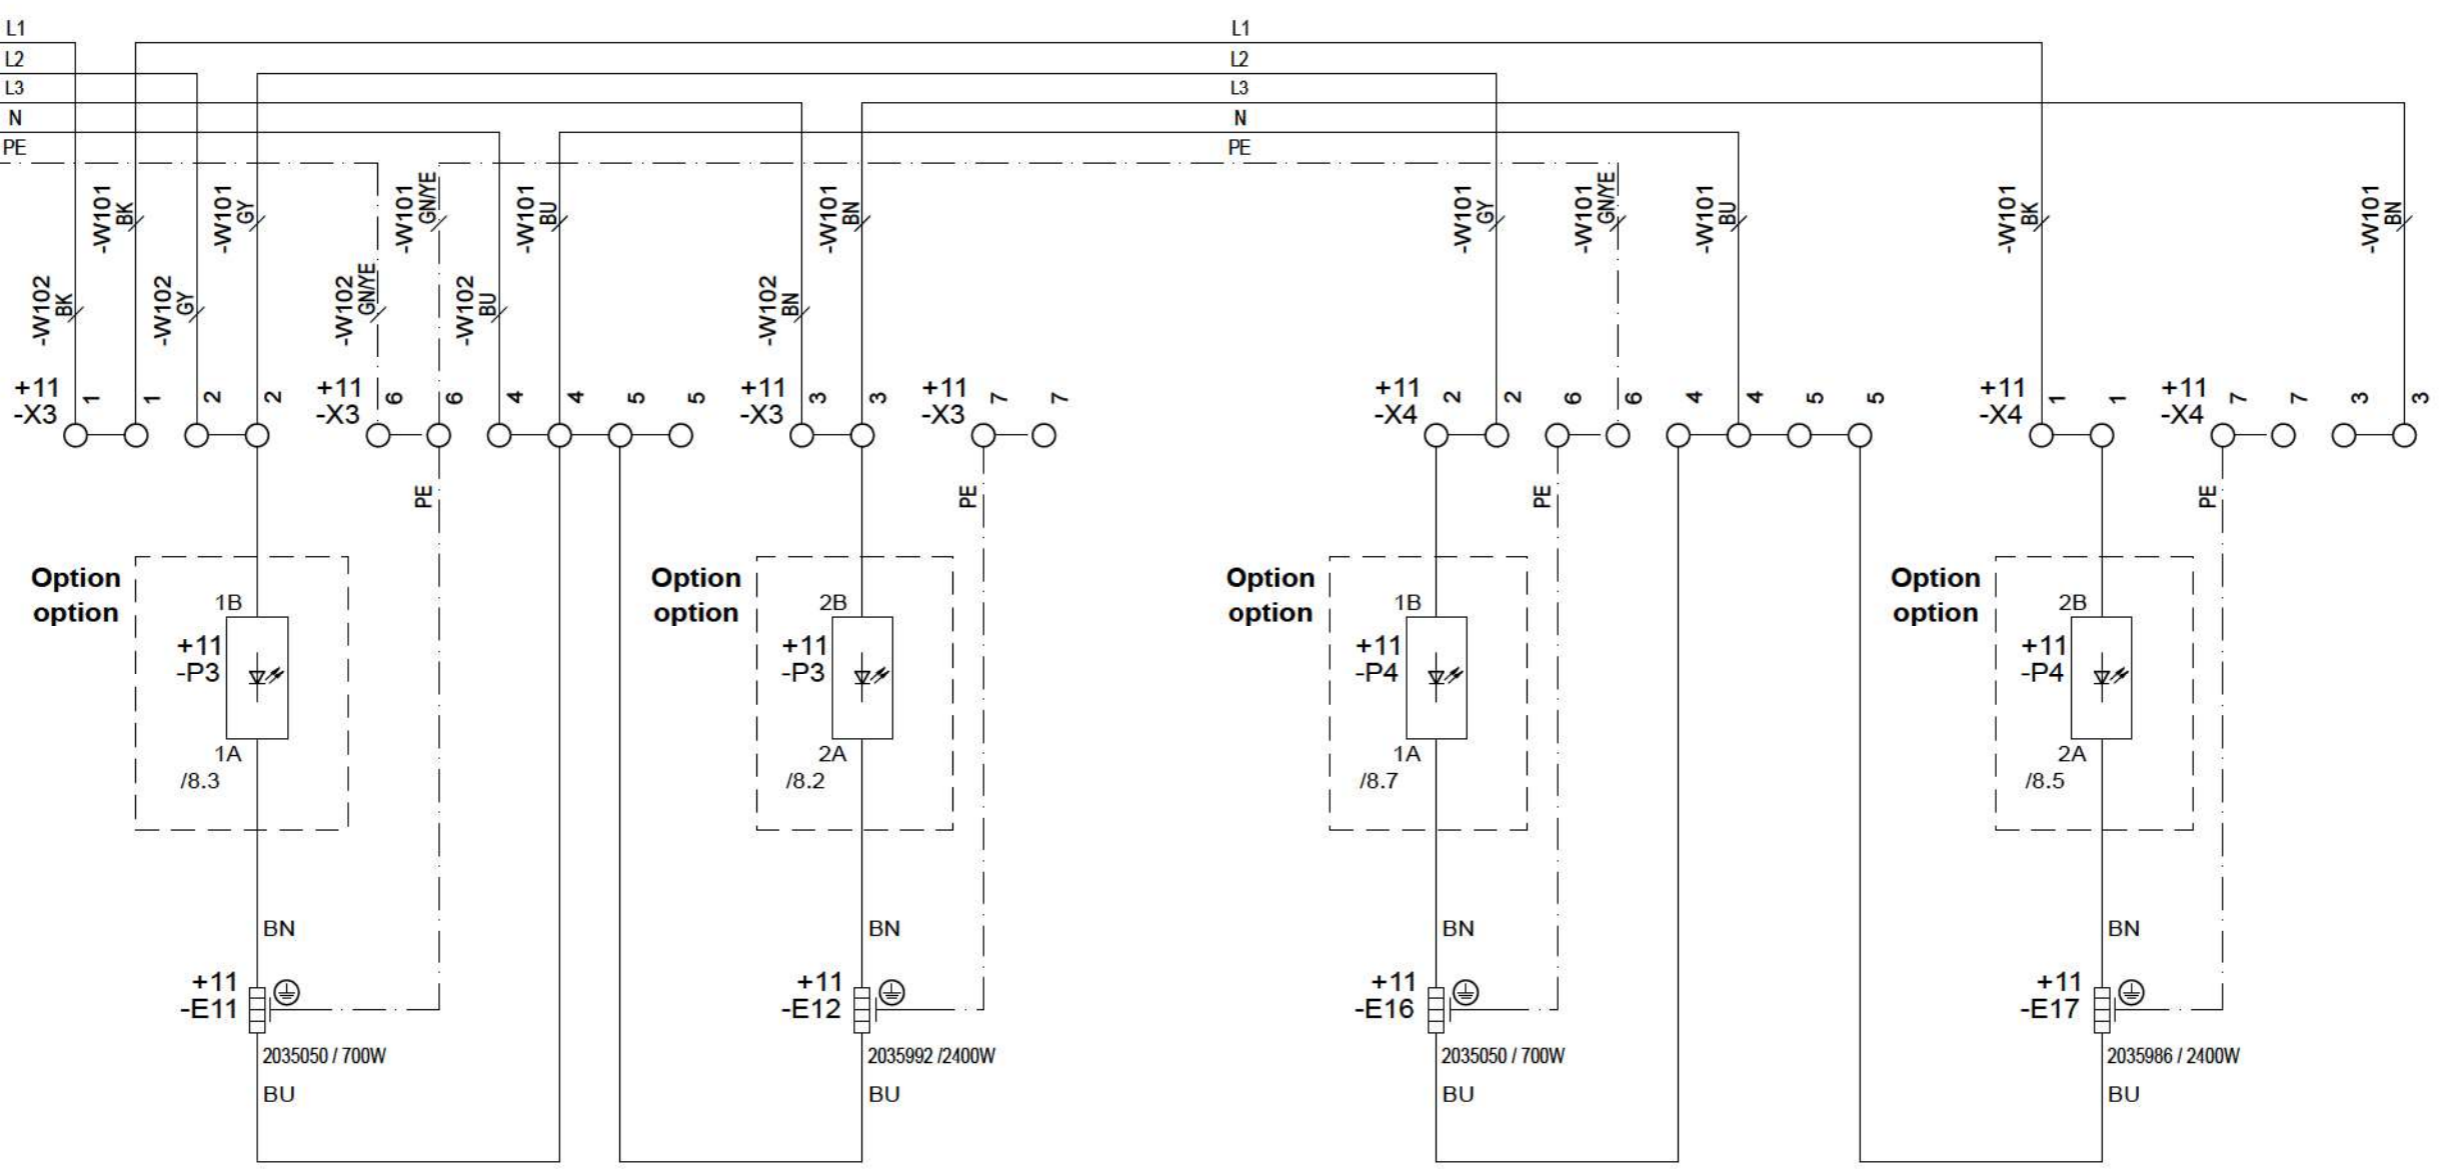 L1
L1
L2
L2
L3
L3
N
N
PE
PE
-W101
BK
-W101
GY
-W101
GN/YE
-W101
BU
-W101
BN
-W101
GY
-W101
GN/YE
-W101
BU
-W101
BK
-W101
BN
-W102
BK
-W102
GY
-W102
GN/YE
-W102
BU
-W102
BN
+11
-X3
1
1
2
2
+11
-X3
6
6
4
4
5
5
+11
-X3
3
3
+11
-X3
7
7
+11
-X4
2
2
6
6
4
4
5
5
+11
-X4
1
1
+11
-X4
7
7
3
3
PE
PE
PE
PE
Option
option
1B
+11
-P3
1A
/8.3
Option
option
2B
+11
-P3
2A
/8.2
Option
option
1B
+11
-P4
1A
/8.7
Option
option
2B
+11
-P4
2A
/8.5
BN
+11
-E11
2035050 / 700W
BU
BN
+11
-E12
2035992 /2400W
BU
BN
+11
-E16
2035050 / 700W
BU
BN
+11
-E17
2035986 / 2400W
BU